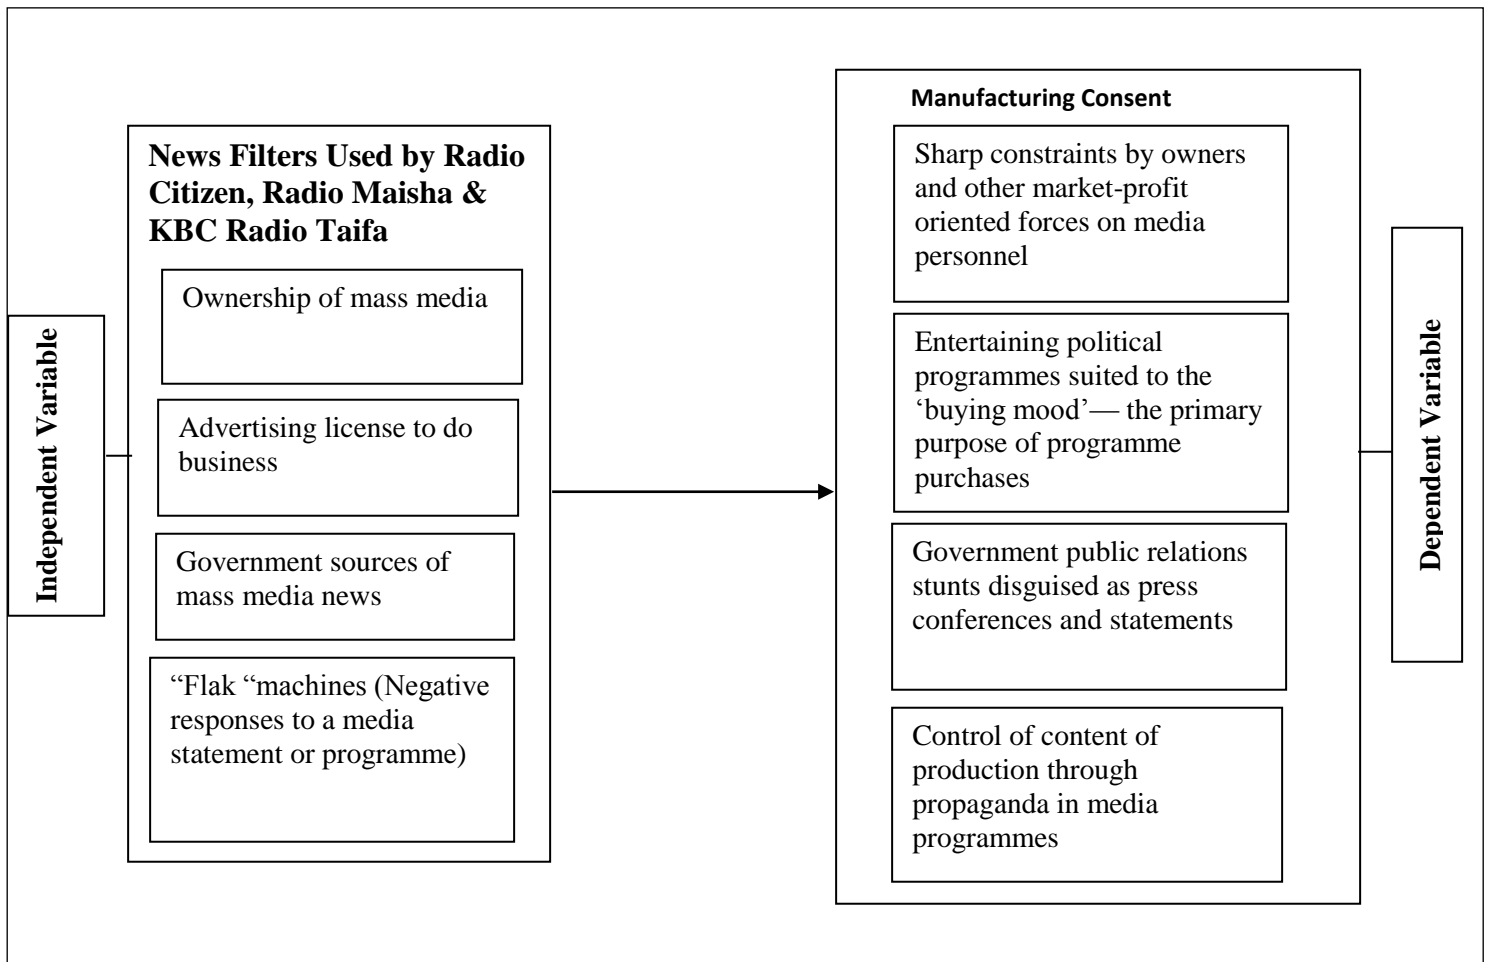 Independent Variable
News Filters Used by Radio
Citizen, Radio Maisha &
KBC Radio Taifa
Ownership of mass media
Advertising license to do
business
Government sources of
mass media news
“Flak “machines (Negative
responses to a media
statement or programme)
Manufacturing Consent
Sharp constraints by owners
and other market-profit
oriented forces on media
personnel
Entertaining political
programmes suited to the
‘buying mood’— the primary
purpose of programme
purchases
Government public relations
stunts disguised as press
conferences and statements
Control of content of
production through
propaganda in media
programmes
Dependent Variable